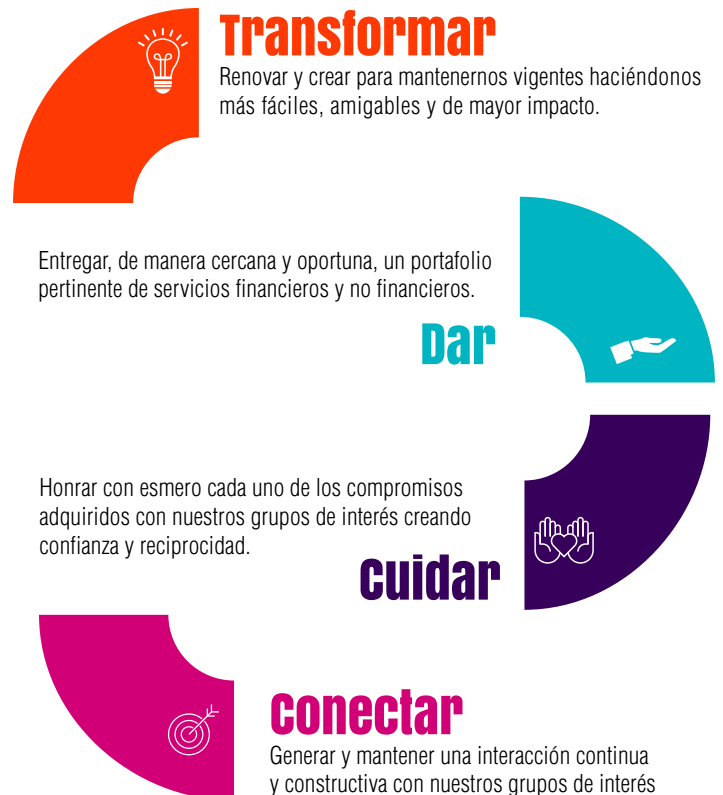 Transformar
Renovar y crear para mantenernos vigentes haciéndonos
más fáciles, amigables y de mayor impacto.
Entregar, de manera cercana y oportuna, un portafolio
pertinente de servicios financieros y no financieros.
Dar
Honrar con esmero cada uno de los compromisos
adquiridos con nuestros grupos de interés creando
confianza y reciprocidad.
cuidar
conectar
Generar y mantener una interacción continua
y constructiva con nuestros grupos de interés